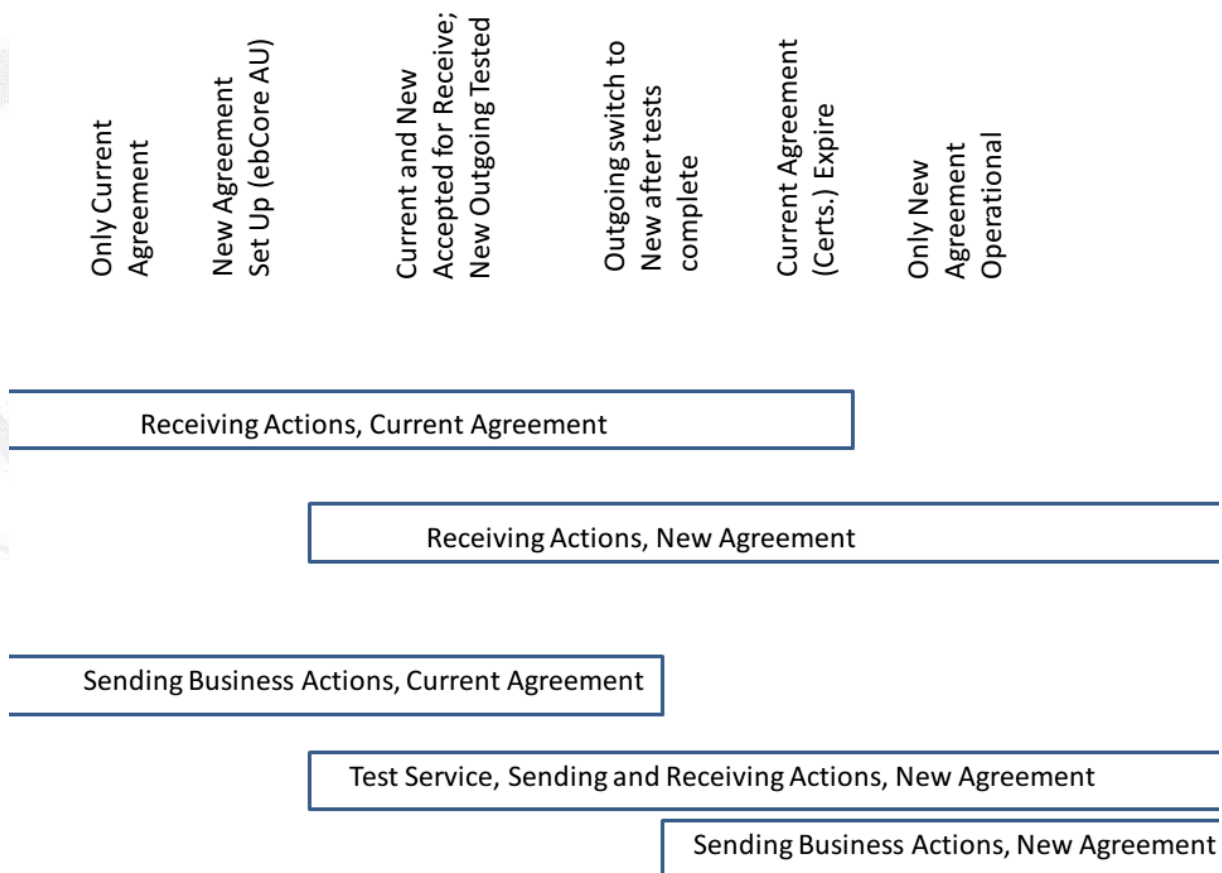 Only Current
Agreement
New Agreement
Set Up (ebCore AU)
Current and New
Accepted for Receive;
New Outgoing Tested
Outgoing switch to
New after tests
complete
Current Agreement
(Certs.) Expire
Only New
Agreement
Operational
Receiving Actions, Current Agreement
Receiving Actions, New Agreement
Sending Business Actions, Current Agreement
Test Service, Sending and Receiving Actions, New Agreement
Sending Business Actions, New Agreement